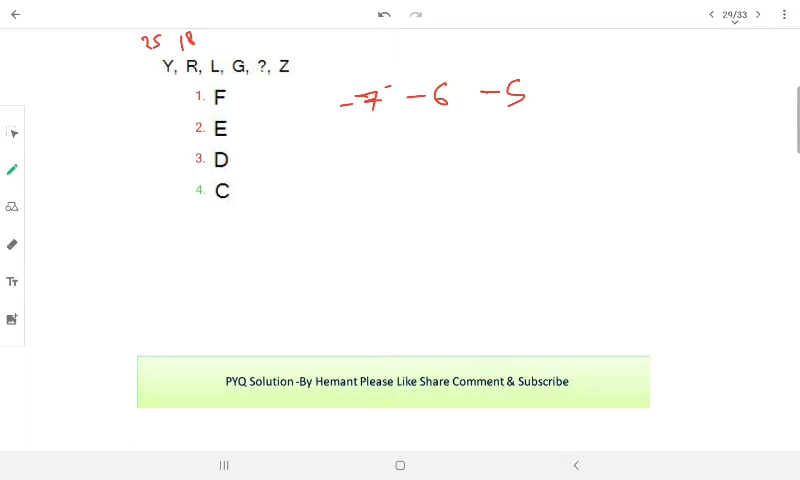 29/33
25 18
Y, R, L, G, ?, Z
-7 -6 -5
1. F
2. E
3. D
4. C
Tт
PYQ Solution -By Hemant Please Like Share Comment & Subscribe